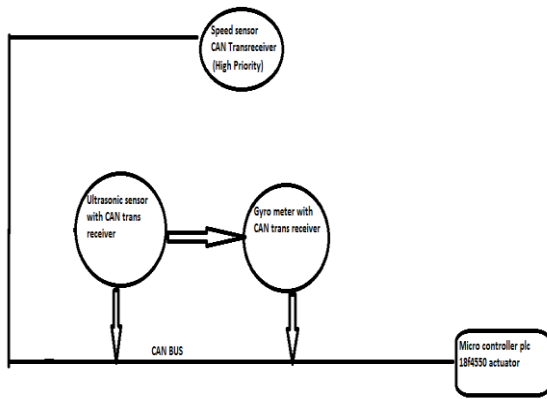 Speed sensor
CAN Transreceiver
(High Priority)
Ultrasonic sensor
with CAN trans
receiver
Gyro meter with
CAN trans receiver
CAN BUS
Micro controller plc
18f4550 actuator